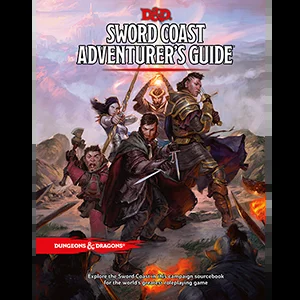 D&D
SWORD COAST
ADVENTURER'S GUIDE
DUNGEONS & DRAGONS®
Explore the Sword Coast in this campaign sourcebook
for the world's greatest roleplaying game